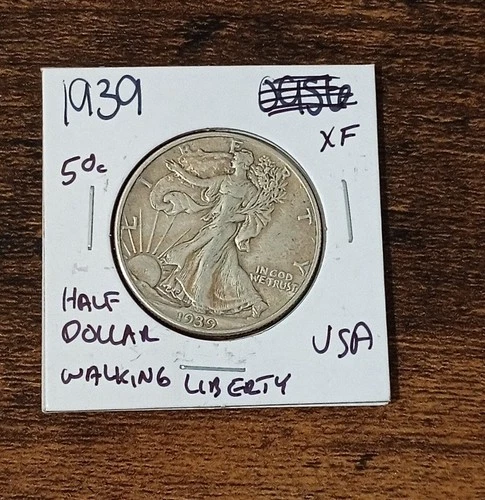 1939
XF
50c
LIBERTY
IN GOD
WE TRUST
1939
HALF
DOLLAR
USA
WALKING LIBERTY